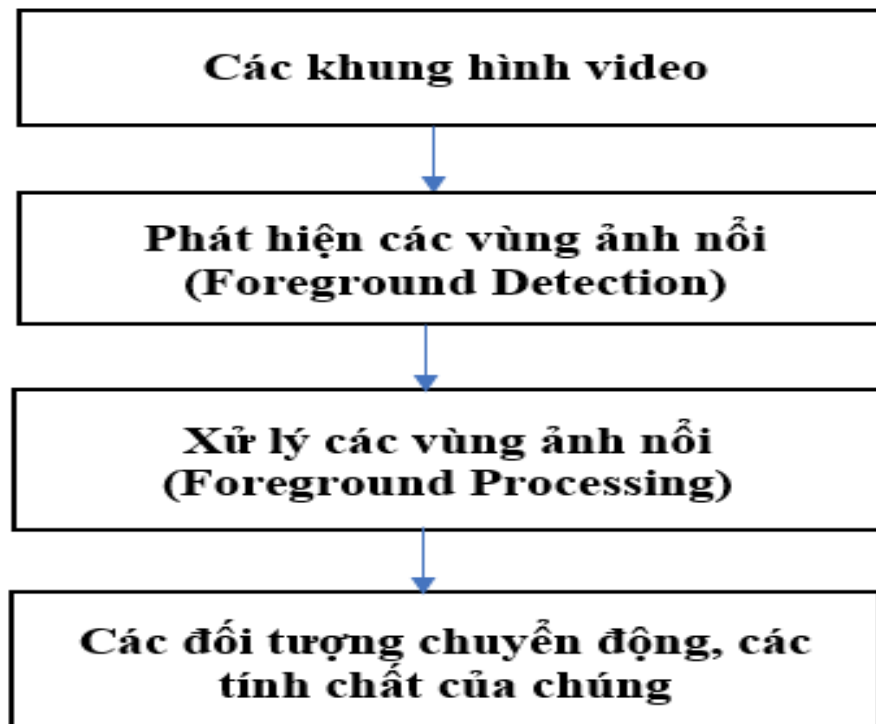 Các khung hình video
Phát hiện các vùng ảnh nổi
(Foreground Detection)
Xử lý các vùng ảnh nổi
(Foreground Processing)
Các đối tượng chuyển động, các
tính chất của chúng